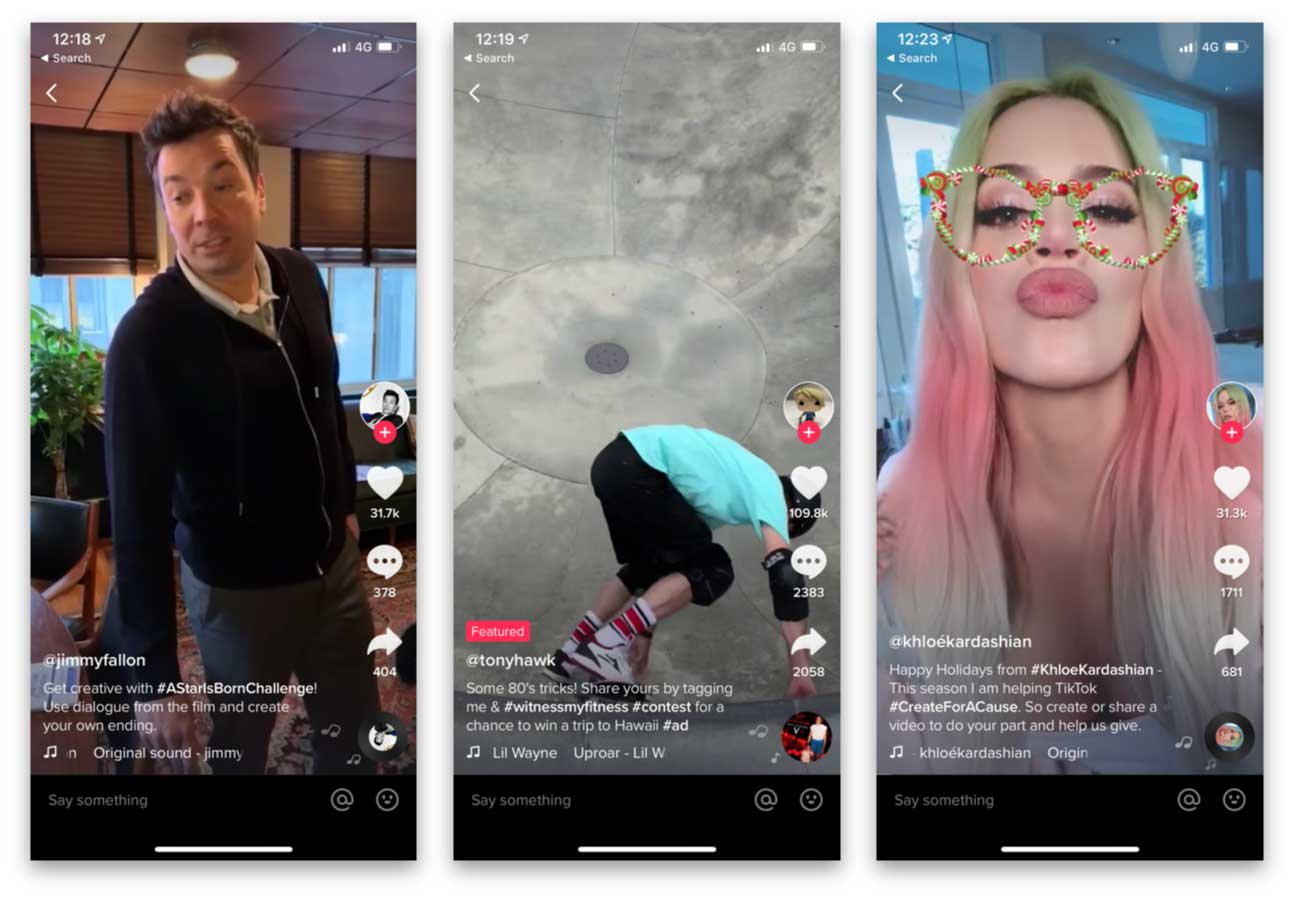 12:18
4G
Search
31.7k
378
404
@jimmyfallon
Get creative with #AStarIsBornChallenge!
Use dialogue from the film and create
your own ending.
n Original sound - jimmy
Say something
12:19
4G
Search
109.8k
2383
2058
Featured
@tonyhawk
Some 80's tricks! Share yours by tagging
me & #witnessmyfitness #contest for a
chance to win a trip to Hawaii #ad
Lil Wayne Uproar - Lil W
Say something
12:23
4G
Search
31.3k
1711
681
@khloékardashian
Happy Holidays from #KhloeKardashian -
This season I am helping TikTok
#CreateForACause. So create or share a
video to do your part and help us give.
- khloékardashian Origin
Say something